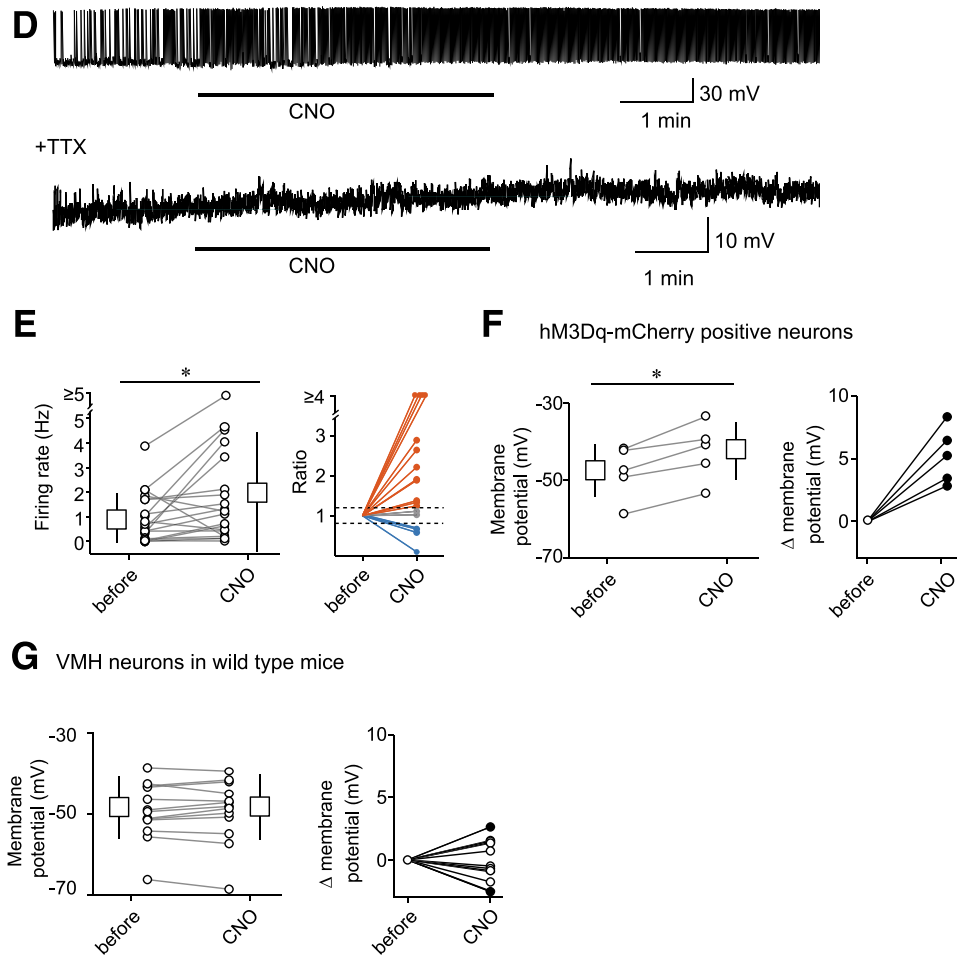 D
CNO
30 mV
1 min
+TTX
CNO
10 mV
1 min
E
*
≥5
5
4
3
2
1
0
Firing rate (Hz)
before
CNO
≥4
3
2
1
Ratio
before
CNO
F
hM3Dq-mCherry positive neurons
*
-30
-50
-70
Membrane
potential (mV)
before
CNO
10
5
0
Δ membrane
potential (mV)
before
CNO
G
VMH neurons in wild type mice
-30
-50
-70
Membrane
potential (mV)
before
CNO
10
5
0
Δ membrane
potential (mV)
before
CNO